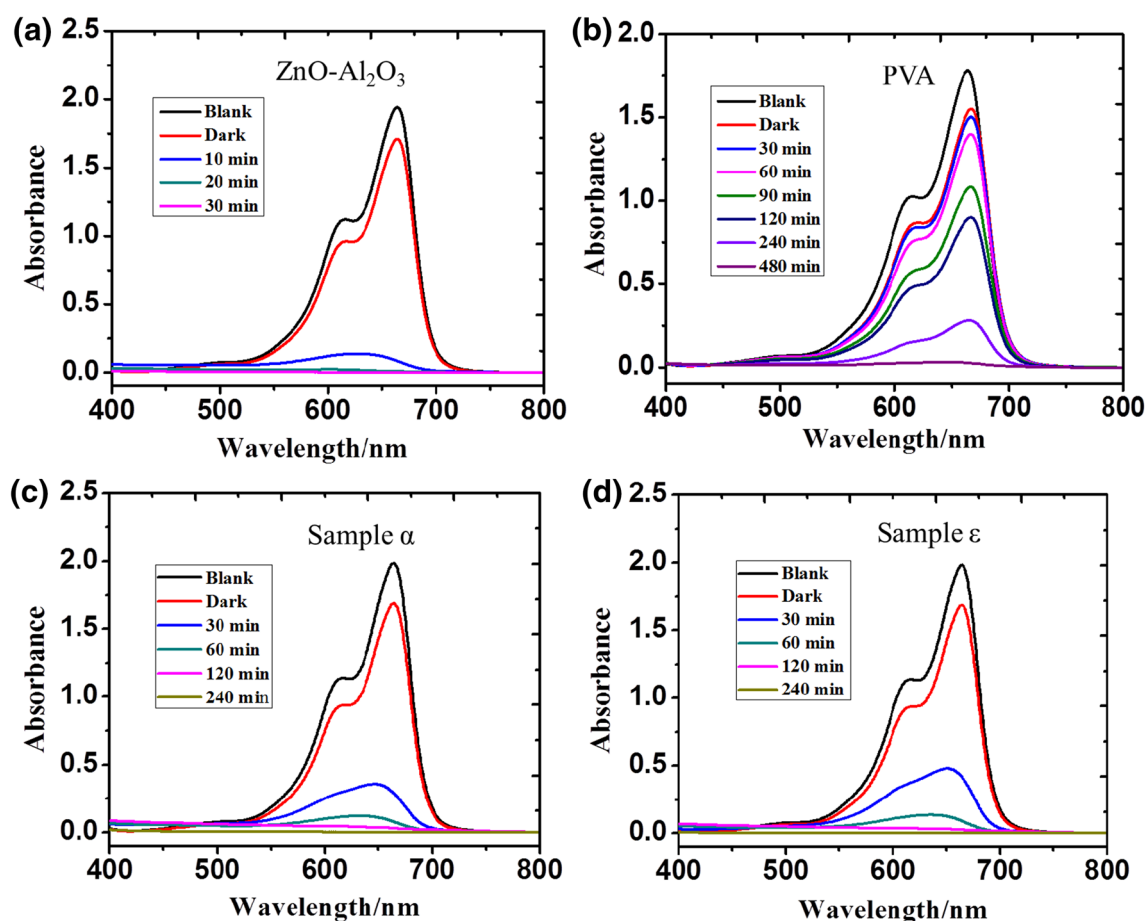 (a)
ZnO-Al₂O₃
Blank
Dark
10 min
20 min
30 min
Absorbance
2.5
2.0
1.5
1.0
0.5
0.0
400 500 600 700 800
Wavelength/nm
(b)
PVA
Blank
Dark
30 min
60 min
90 min
120 min
240 min
480 min
Absorbance
2.0
1.5
1.0
0.5
0.0
400 500 600 700 800
Wavelength/nm
(c)
Sample α
Blank
Dark
30 min
60 min
120 min
240 min
Absorbance
2.5
2.0
1.5
1.0
0.5
0.0
400 500 600 700 800
Wavelength/nm
(d)
Sample ε
Blank
Dark
30 min
60 min
120 min
240 min
Absorbance
2.5
2.0
1.5
1.0
0.5
0.0
400 500 600 700 800
Wavelength/nm